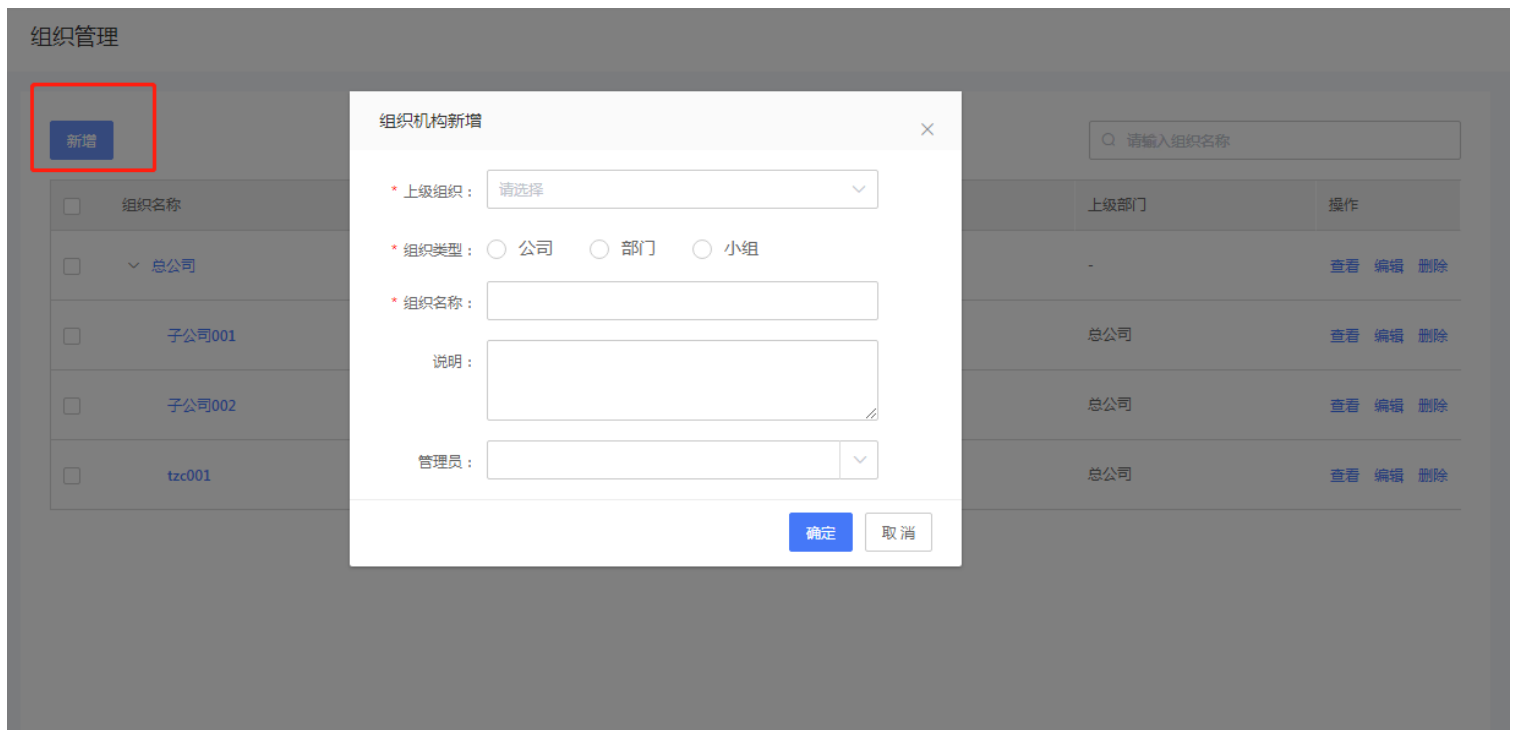 组织管理
新增
请输入组织名称
组织名称 上级部门 操作
总公司 - 查看 编辑 删除
子公司001 总公司 查看 编辑 删除
子公司002 总公司 查看 编辑 删除
tzc001 总公司 查看 编辑 删除
组织机构新增
* 上级组织: 请选择
* 组织类型: 公司 部门 小组
* 组织名称:
说明:
管理员:
确定 取消